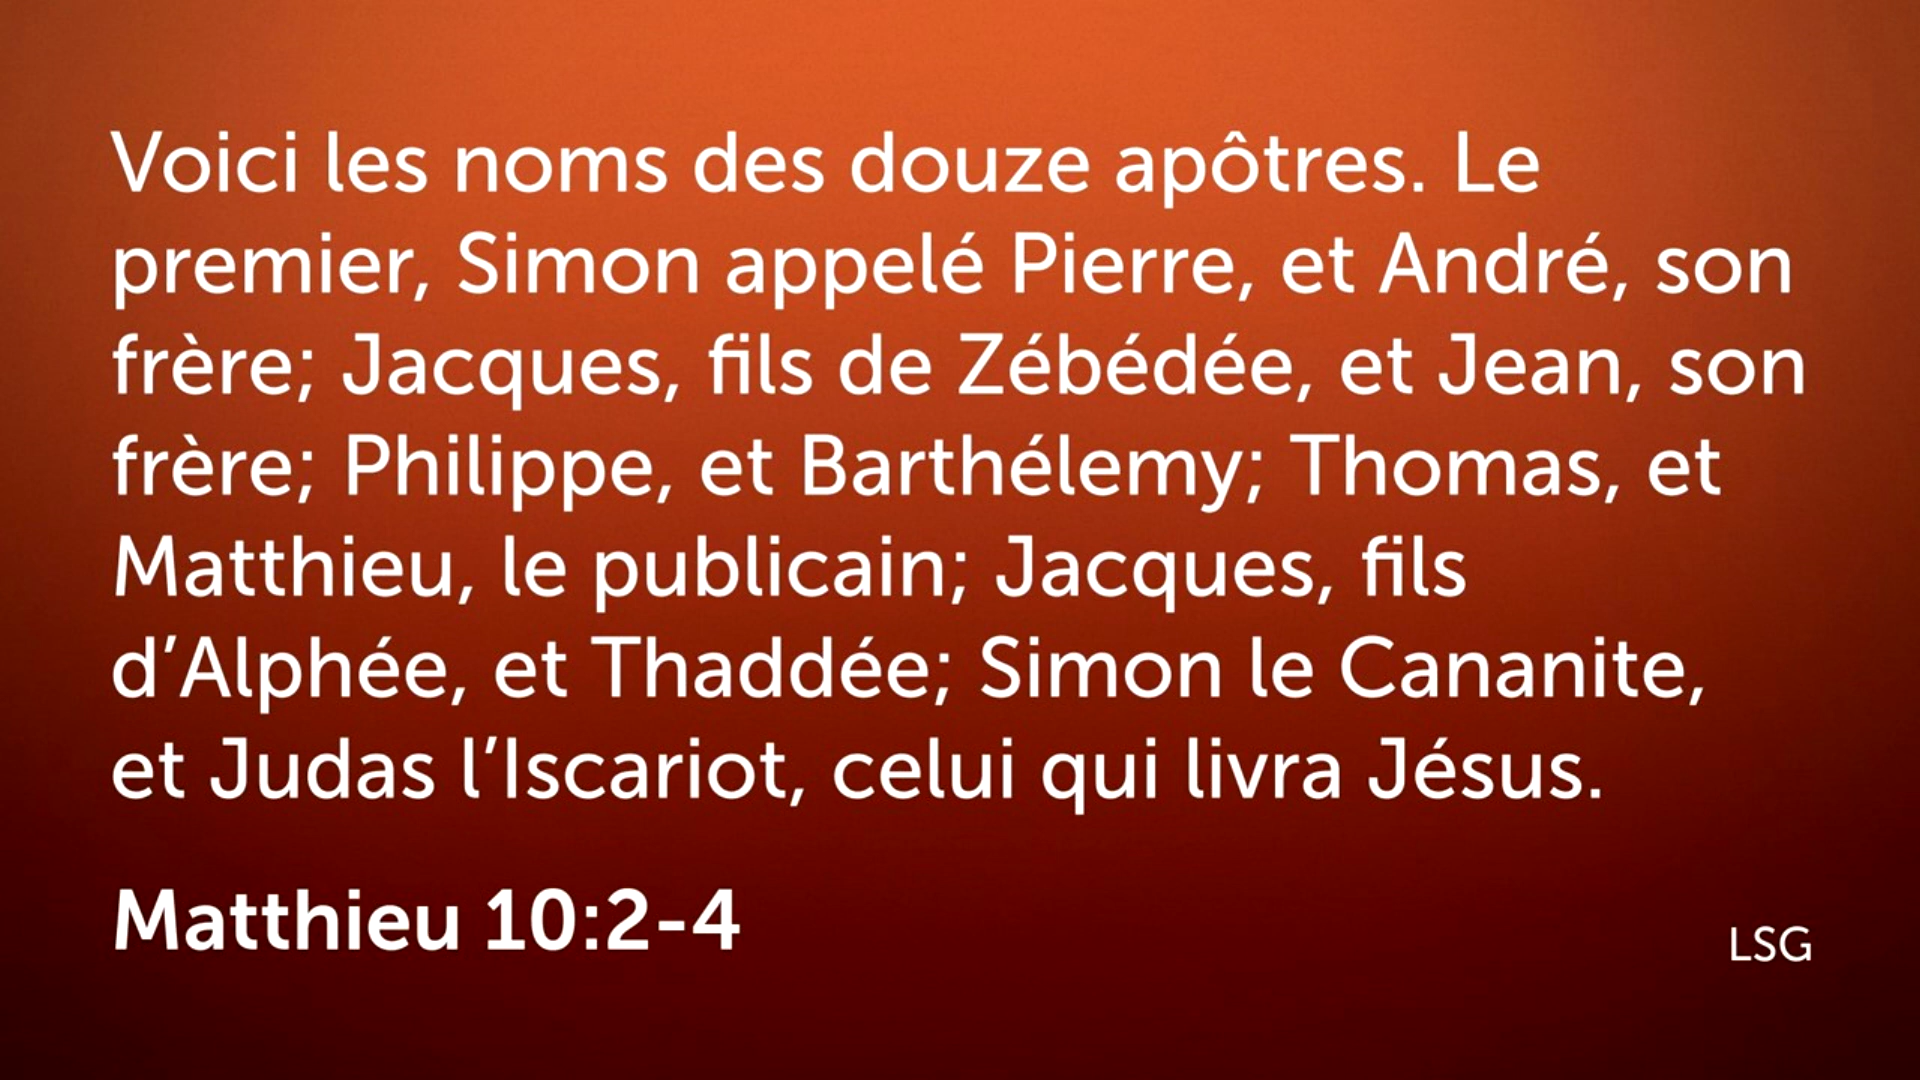 Voici les noms des douze apôtres. Le
premier, Simon appelé Pierre, et André, son
frère; Jacques, fils de Zébédée, et Jean, son
frère; Philippe, et Barthélemy; Thomas, et
Matthieu, le publicain; Jacques, fils
d’Alphée, et Thaddée; Simon le Cananite,
et Judas l’Iscariot, celui qui livra Jésus.
Matthieu 10:2-4
LSG